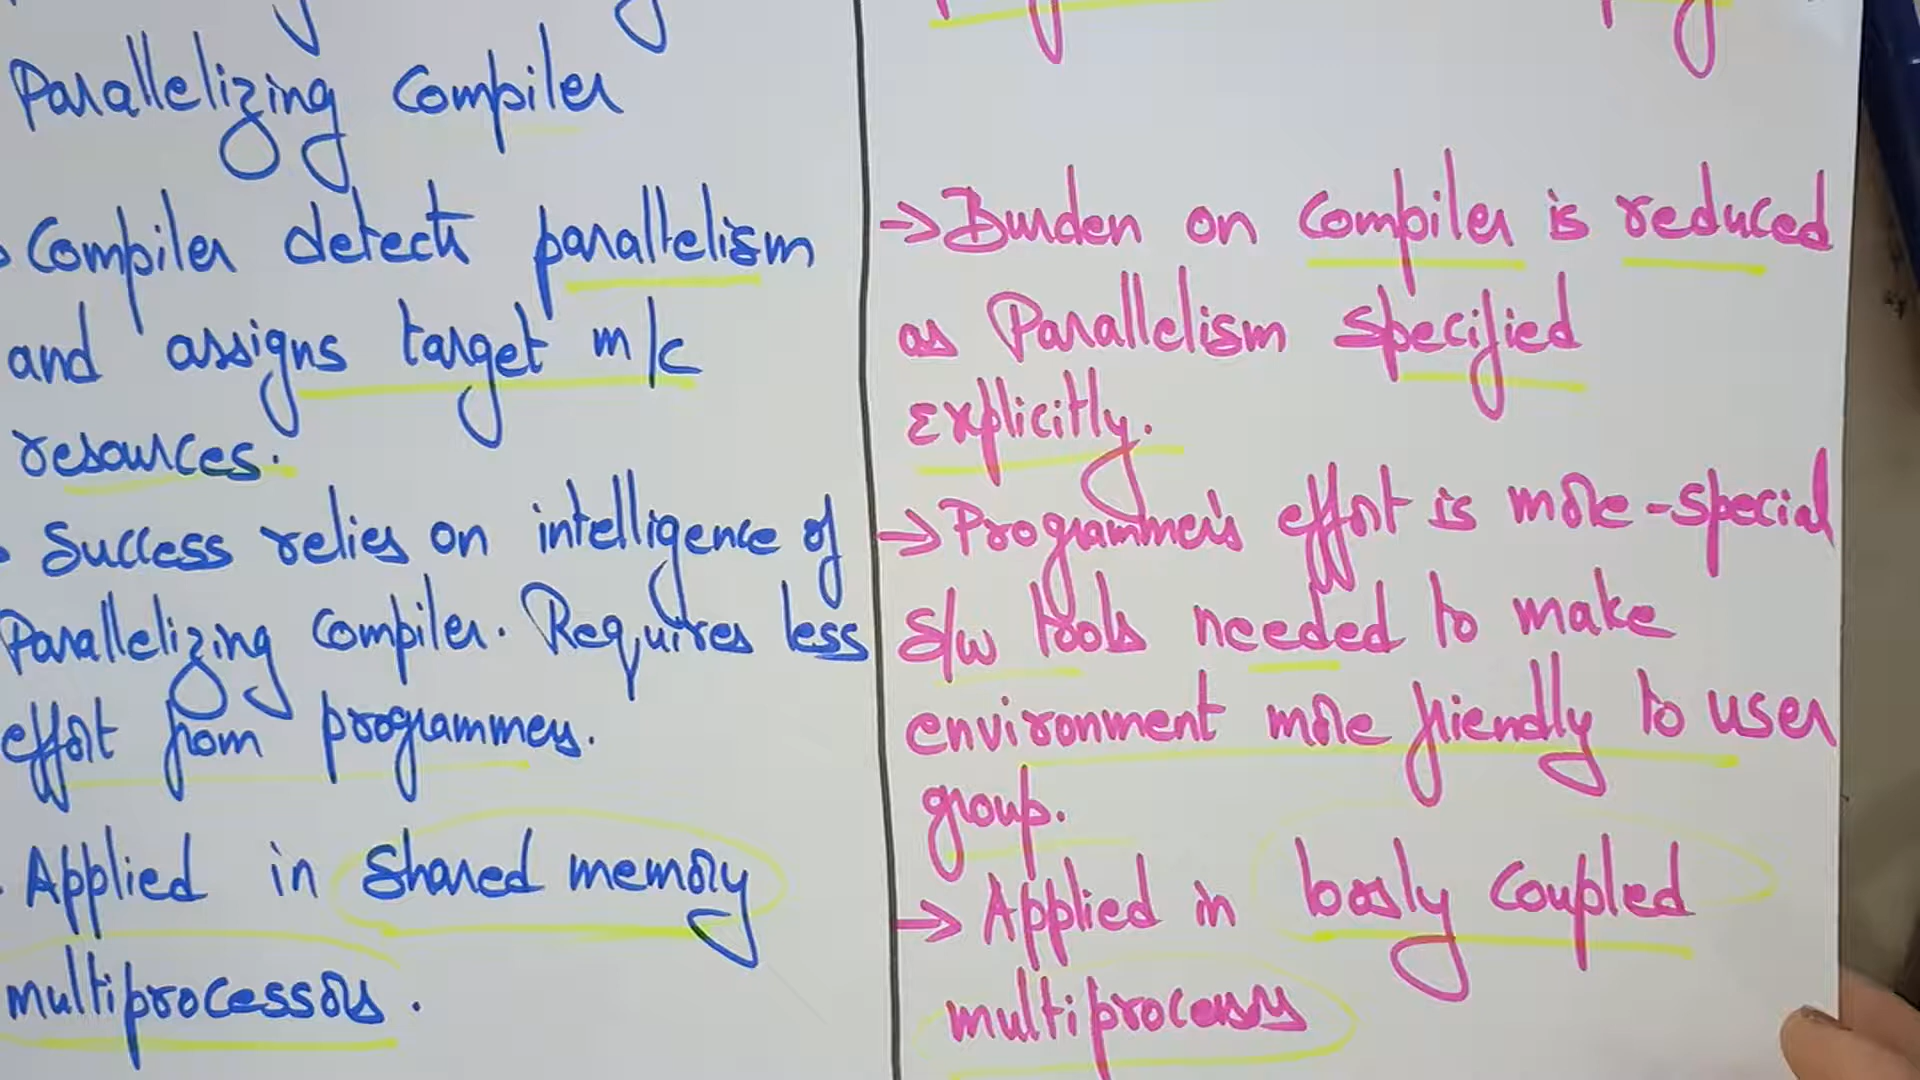 Parallelizing Compiler
Compiler detects parallelism
and assigns target m/c
resources.
Success relies on intelligence of
Parallelizing Compiler. Requires less
effort from programmers.
Applied in Shared memory
multiprocessors.
→ Burden on Compiler is reduced
as Parallelism specified
Explicitly.
→ Programmer's effort is more - special
S/w tools needed to make
environment more friendly to user
group.
→ Applied in loosly Coupled
multiprocessors